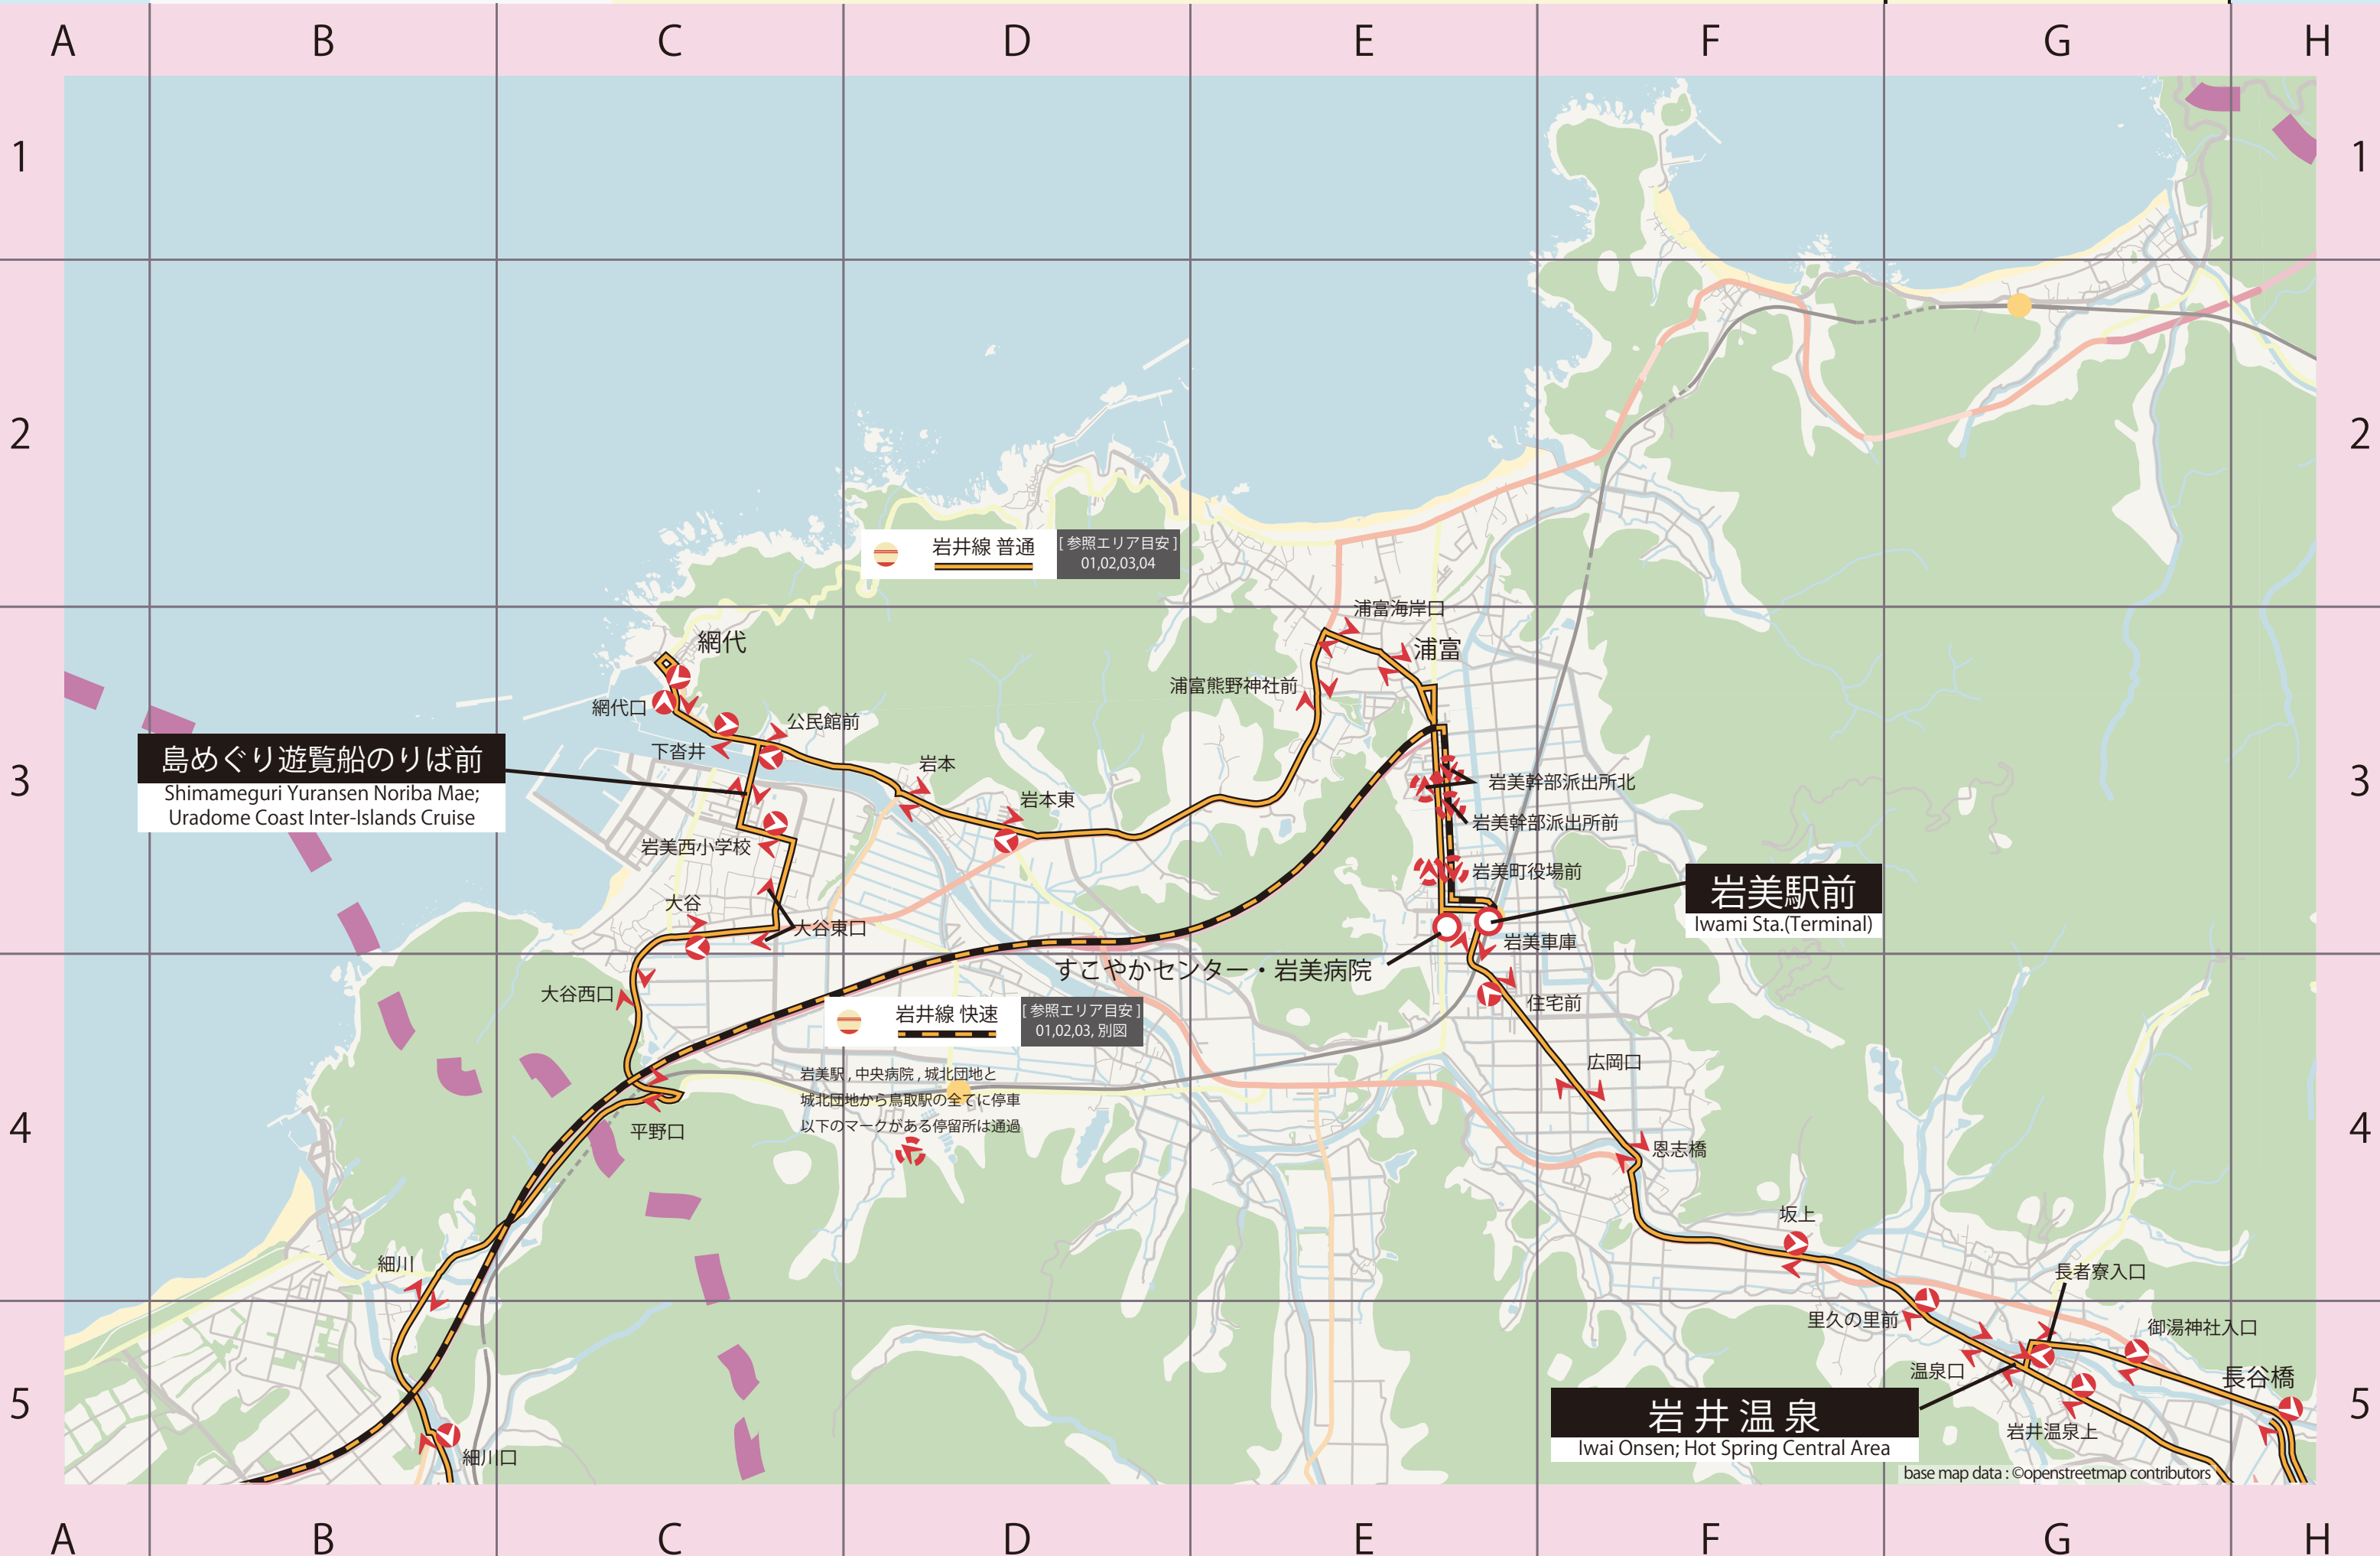 A B C D E F G H
1 1
2 2
岩井線 普通
[ 参照エリア目安 ]
01,02,03,04
浦富海岸口
網代
浦富
浦富熊野神社前
網代口
公民館前
下沓井
島めぐり遊覧船のりば前
Shimameguri Yuransen Noriba Mae;
Uradome Coast Inter-Islands Cruise
岩本
3 3
岩美幹部派出所北
岩本東
岩美幹部派出所前
岩美西小学校
岩美町役場前
岩美駅前
Iwami Sta.(Terminal)
大谷
大谷東口
岩美車庫
すこやかセンター・岩美病院
大谷西口
住宅前
岩井線 快速
[ 参照エリア目安 ]
01,02,03, 別図
広岡口
岩美駅 , 中央病院 , 城北団地と
城北団地から鳥取駅の全てに停車
以下のマークがある停留所は通過
4 4
平野口
恩志橋
坂上
細川
長者寮入口
里久の里前
御湯神社入口
温泉口
長谷橋
5 5
岩井温泉
Iwai Onsen; Hot Spring Central Area
岩井温泉上
細川口
base map data : ©openstreetmap contributors
A B C D E F G H